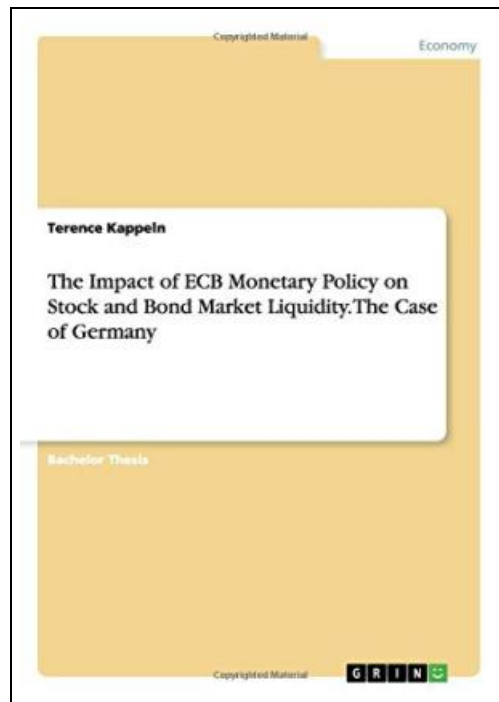 Copyrighted Material
Economy
Terence Kappeln
The Impact of ECB Monetary Policy on
Stock and Bond Market Liquidity.The Case
of Germany
Bachelor Thesis
Copyrighted Material
GRIN